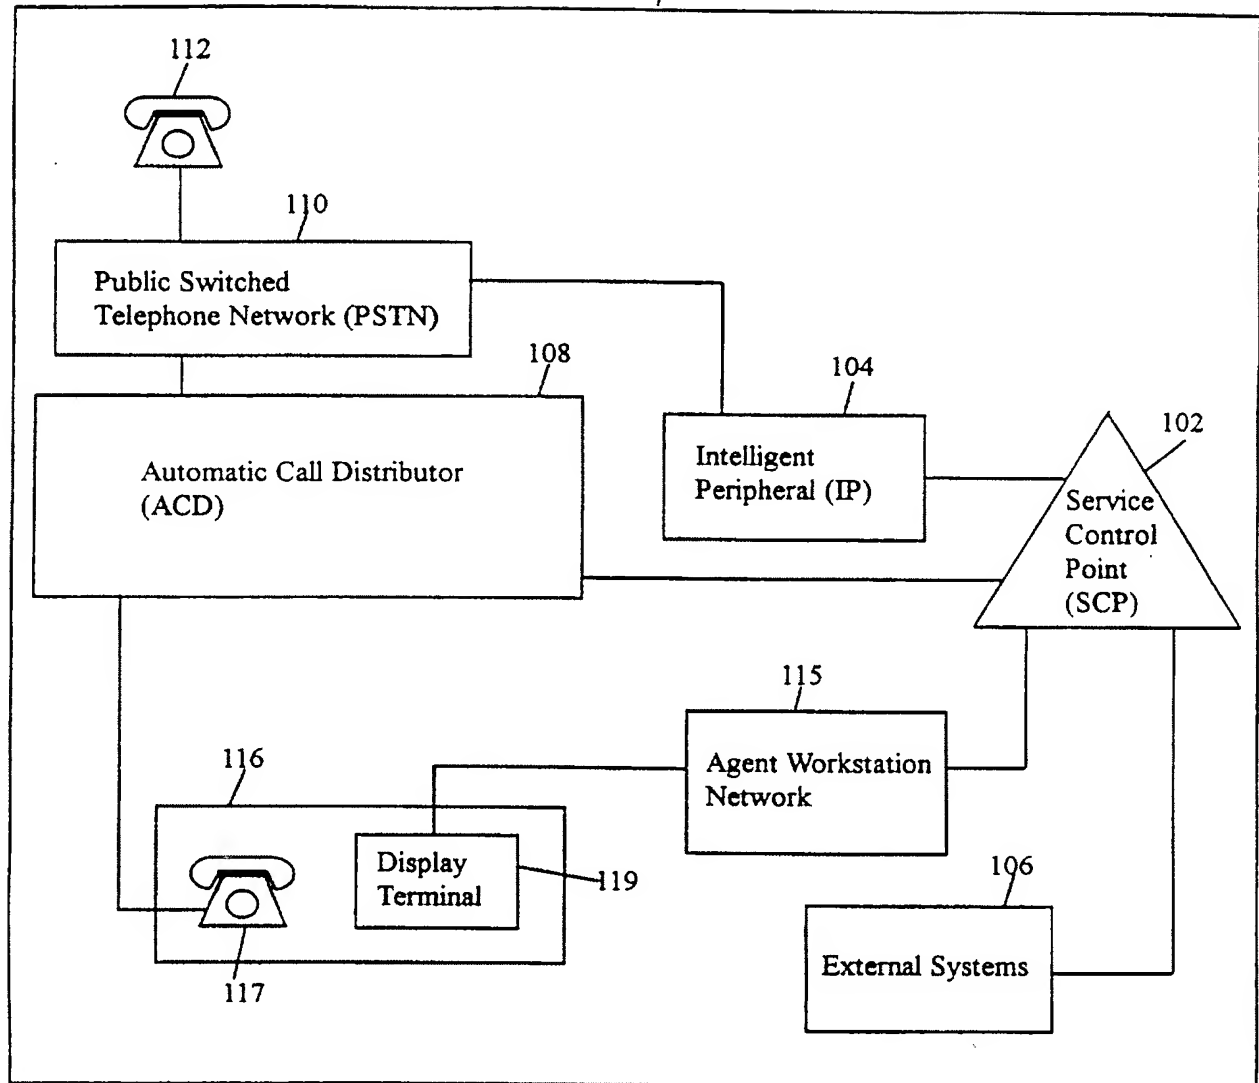 112
110
Public Switched
Telephone Network (PSTN)
108
Automatic Call Distributor
(ACD)
104
Intelligent
Peripheral (IP)
102
Service
Control
Point
(SCP)
115
Agent Workstation
Network
116
Display
Terminal
119
117
106
External Systems